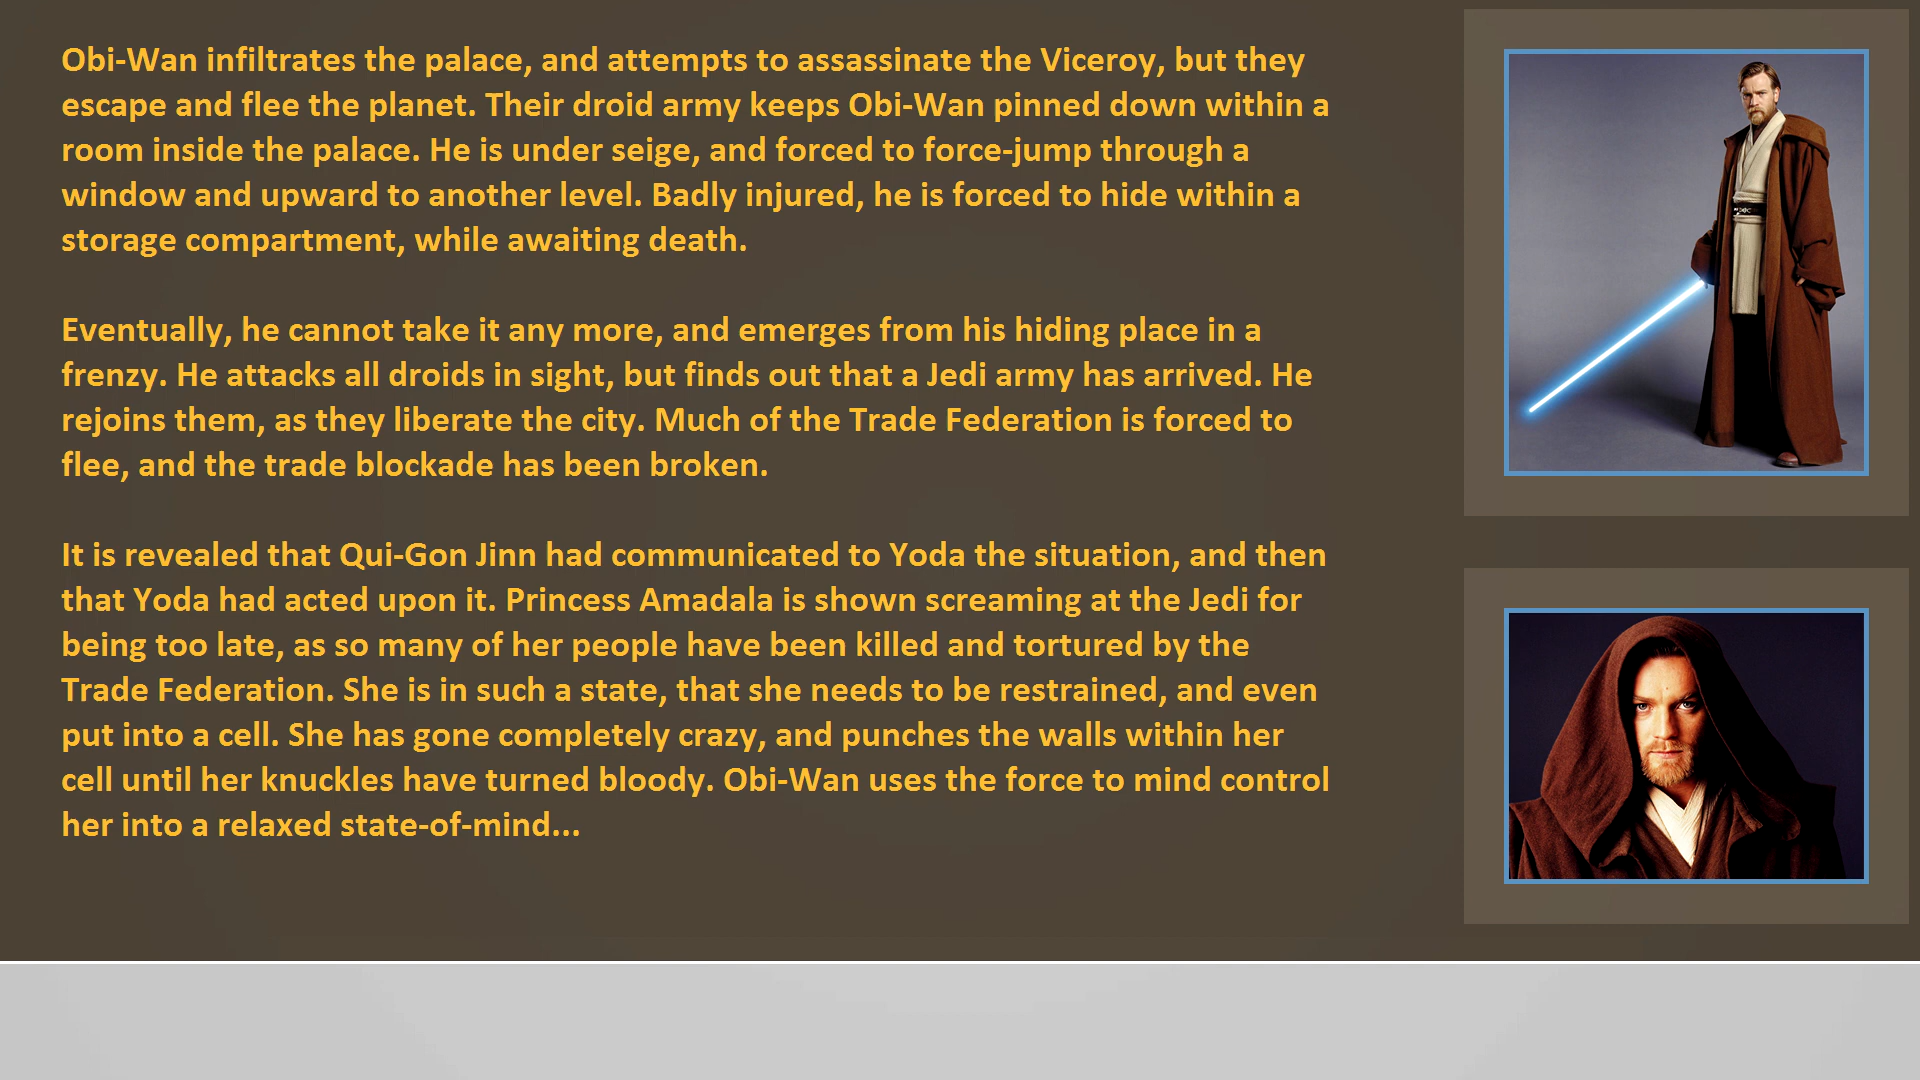 Obi-Wan infiltrates the palace, and attempts to assassinate the Viceroy, but they
escape and flee the planet. Their droid army keeps Obi-Wan pinned down within a
room inside the palace. He is under seige, and forced to force-jump through a
window and upward to another level. Badly injured, he is forced to hide within a
storage compartment, while awaiting death.
Eventually, he cannot take it any more, and emerges from his hiding place in a
frenzy. He attacks all droids in sight, but finds out that a Jedi army has arrived. He
rejoins them, as they liberate the city. Much of the Trade Federation is forced to
flee, and the trade blockade has been broken.
It is revealed that Qui-Gon Jinn had communicated to Yoda the situation, and then
that Yoda had acted upon it. Princess Amadala is shown screaming at the Jedi for
being too late, as so many of her people have been killed and tortured by the
Trade Federation. She is in such a state, that she needs to be restrained, and even
put into a cell. She has gone completely crazy, and punches the walls within her
cell until her knuckles have turned bloody. Obi-Wan uses the force to mind control
her into a relaxed state-of-mind...